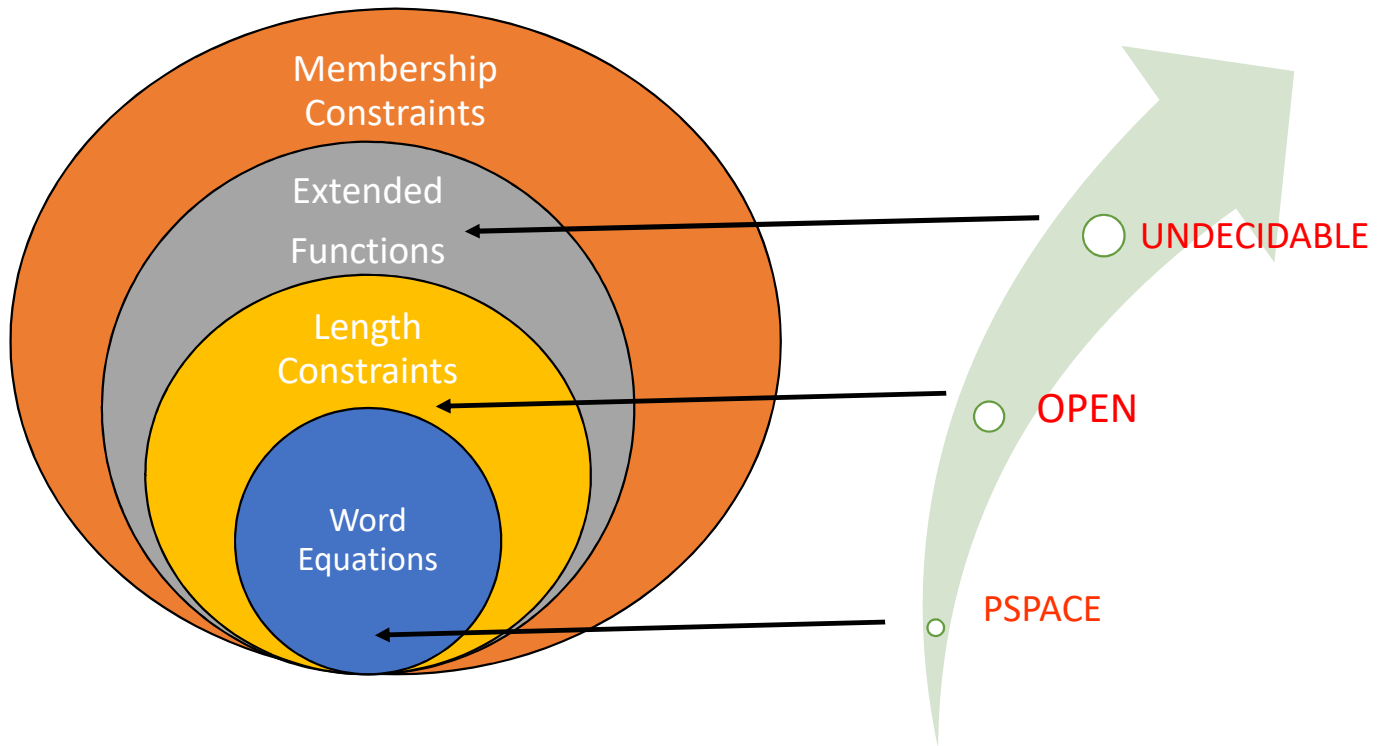 Membership
Constraints
Extended
Functions
Length
Constraints
Word
Equations
UNDECIDABLE
OPEN
PSPACE